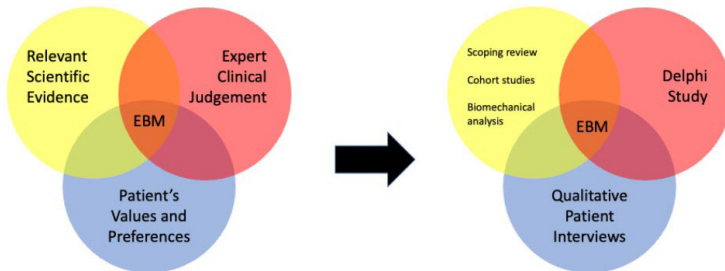 Relevant
Scientific
Evidence
Expert
Clinical
Judgement
EBM
Patient's
Values and
Preferences
Scoping review
Cohort studies
Biomechanical
analysis
Delphi
Study
EBM
Qualitative
Patient
Interviews